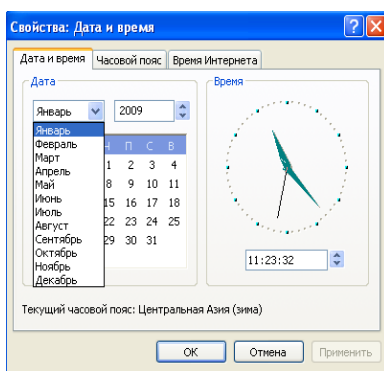 Свойства: Дата и время
Дата и время Часовой пояс Время Интернета
Дата Время
Январь 2009
Январь
Февраль
Март
Апрель
Май
Июнь
Июль
Август
Сентябрь
Октябрь
Ноябрь
Декабрь
Ч П С В
1 2 3 4
8 9 10 11
15 16 17 18
22 23 24 25
29 30 31
11:23:32
Текущий часовой пояс: Центральная Азия (зима)
ОК Отмена Применить